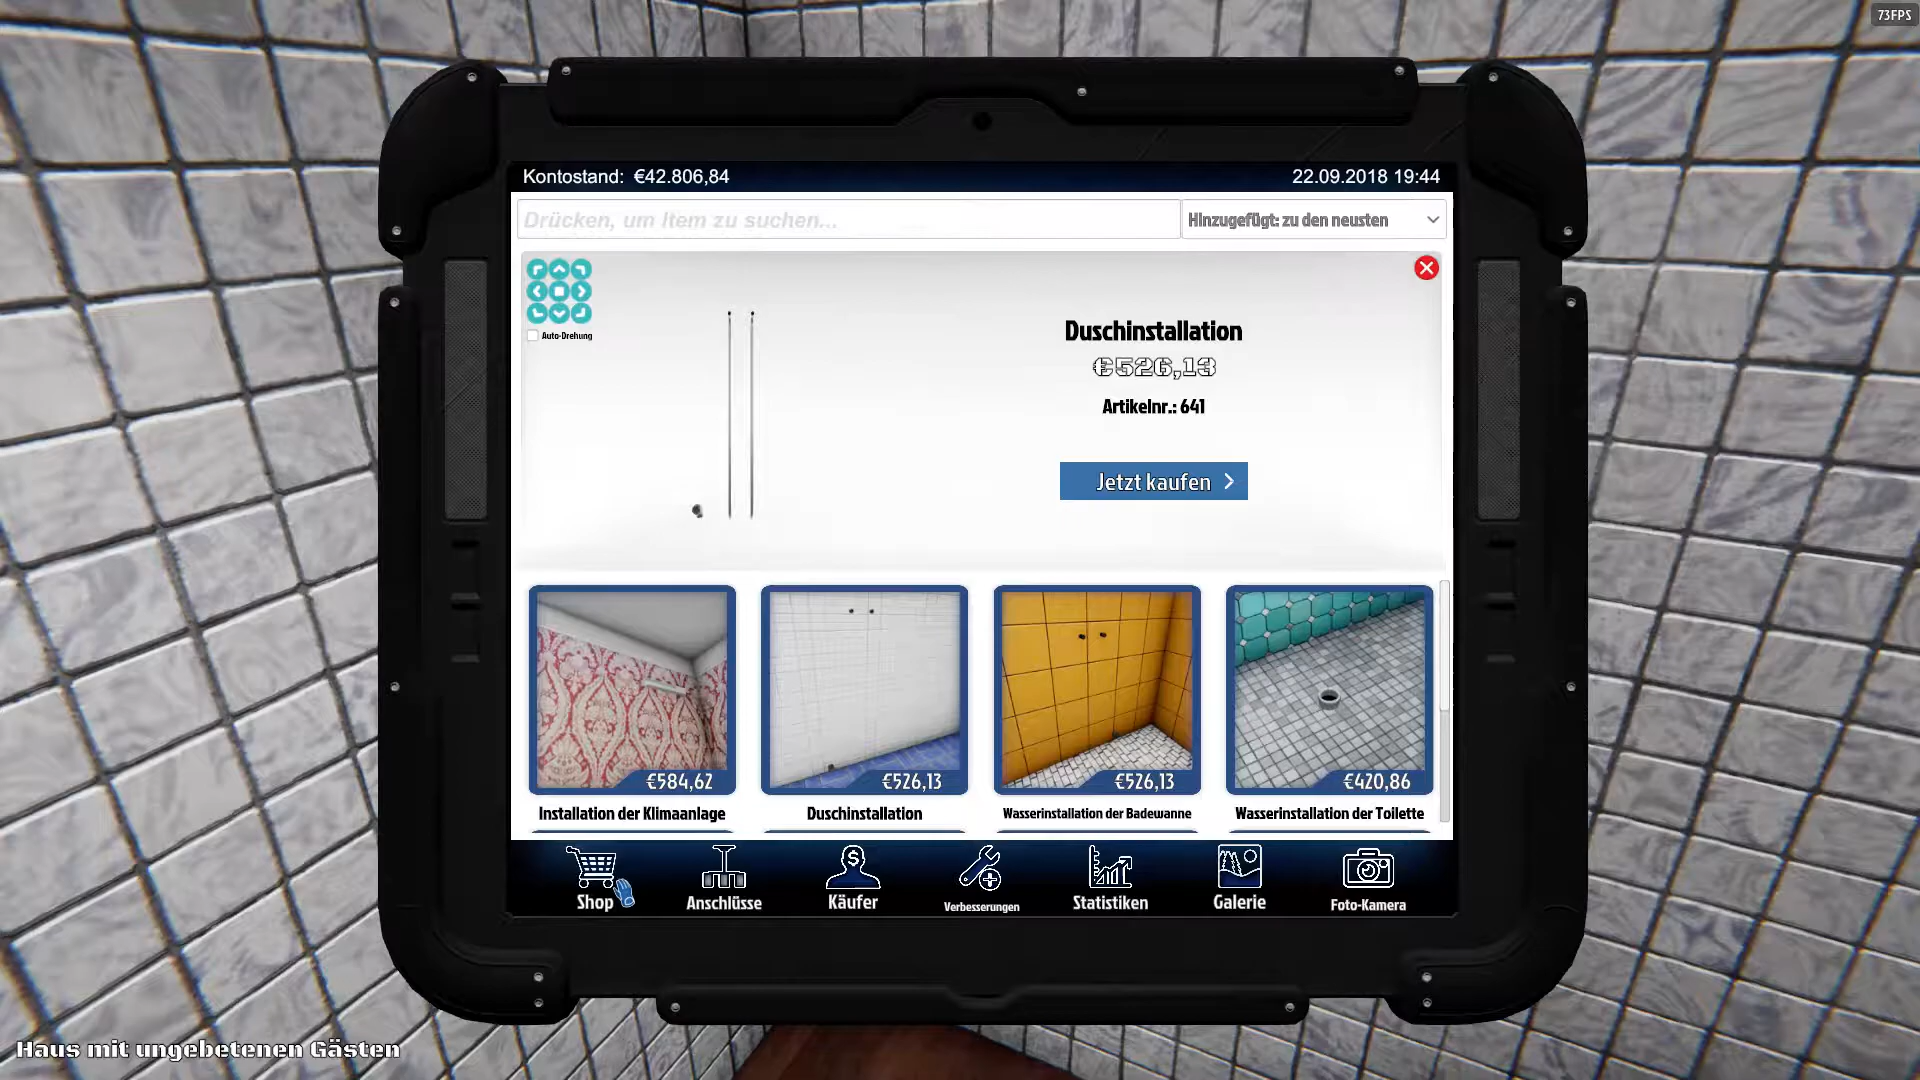 73FPS
Kontostand: €42.806,84
22.09.2018 19:44
Drücken, um Item zu suchen...
Hinzugefügt: zu den neusten
Auto-Drehung
Duschinstallation
€526,13
Artikelnr.: 641
Jetzt kaufen
€584,62
€526,13
€526,13
€420,86
Installation der Klimaanlage
Duschinstallation
Wasserinstallation der Badewanne
Wasserinstallation der Toilette
Shop
Anschlüsse
Käufer
Verbesserungen
Statistiken
Galerie
Foto-Kamera
Haus mit ungebetenen Gästen